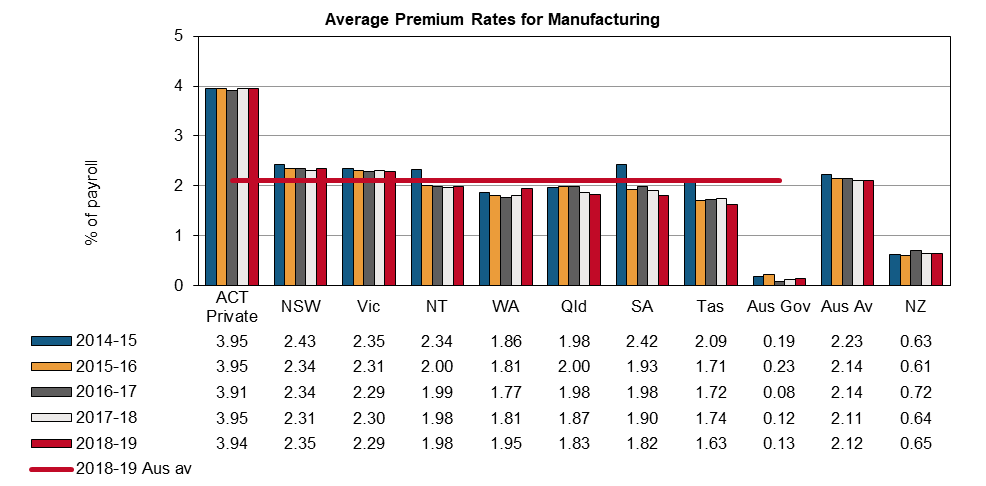 Average Premium Rates for Manufacturing
5
4
3
2
1
0
% of payroll
ACT Private NSW Vic NT WA Qld SA Tas Aus Gov Aus Av NZ
2014-15 3.95 2.43 2.35 2.34 1.86 1.98 2.42 2.09 0.19 2.23 0.63
2015-16 3.95 2.34 2.31 2.00 1.81 2.00 1.93 1.71 0.23 2.14 0.61
2016-17 3.91 2.34 2.29 1.99 1.77 1.98 1.98 1.72 0.08 2.14 0.72
2017-18 3.95 2.31 2.30 1.98 1.81 1.87 1.90 1.74 0.12 2.11 0.64
2018-19 3.94 2.35 2.29 1.98 1.95 1.83 1.82 1.63 0.13 2.12 0.65
2018-19 Aus av